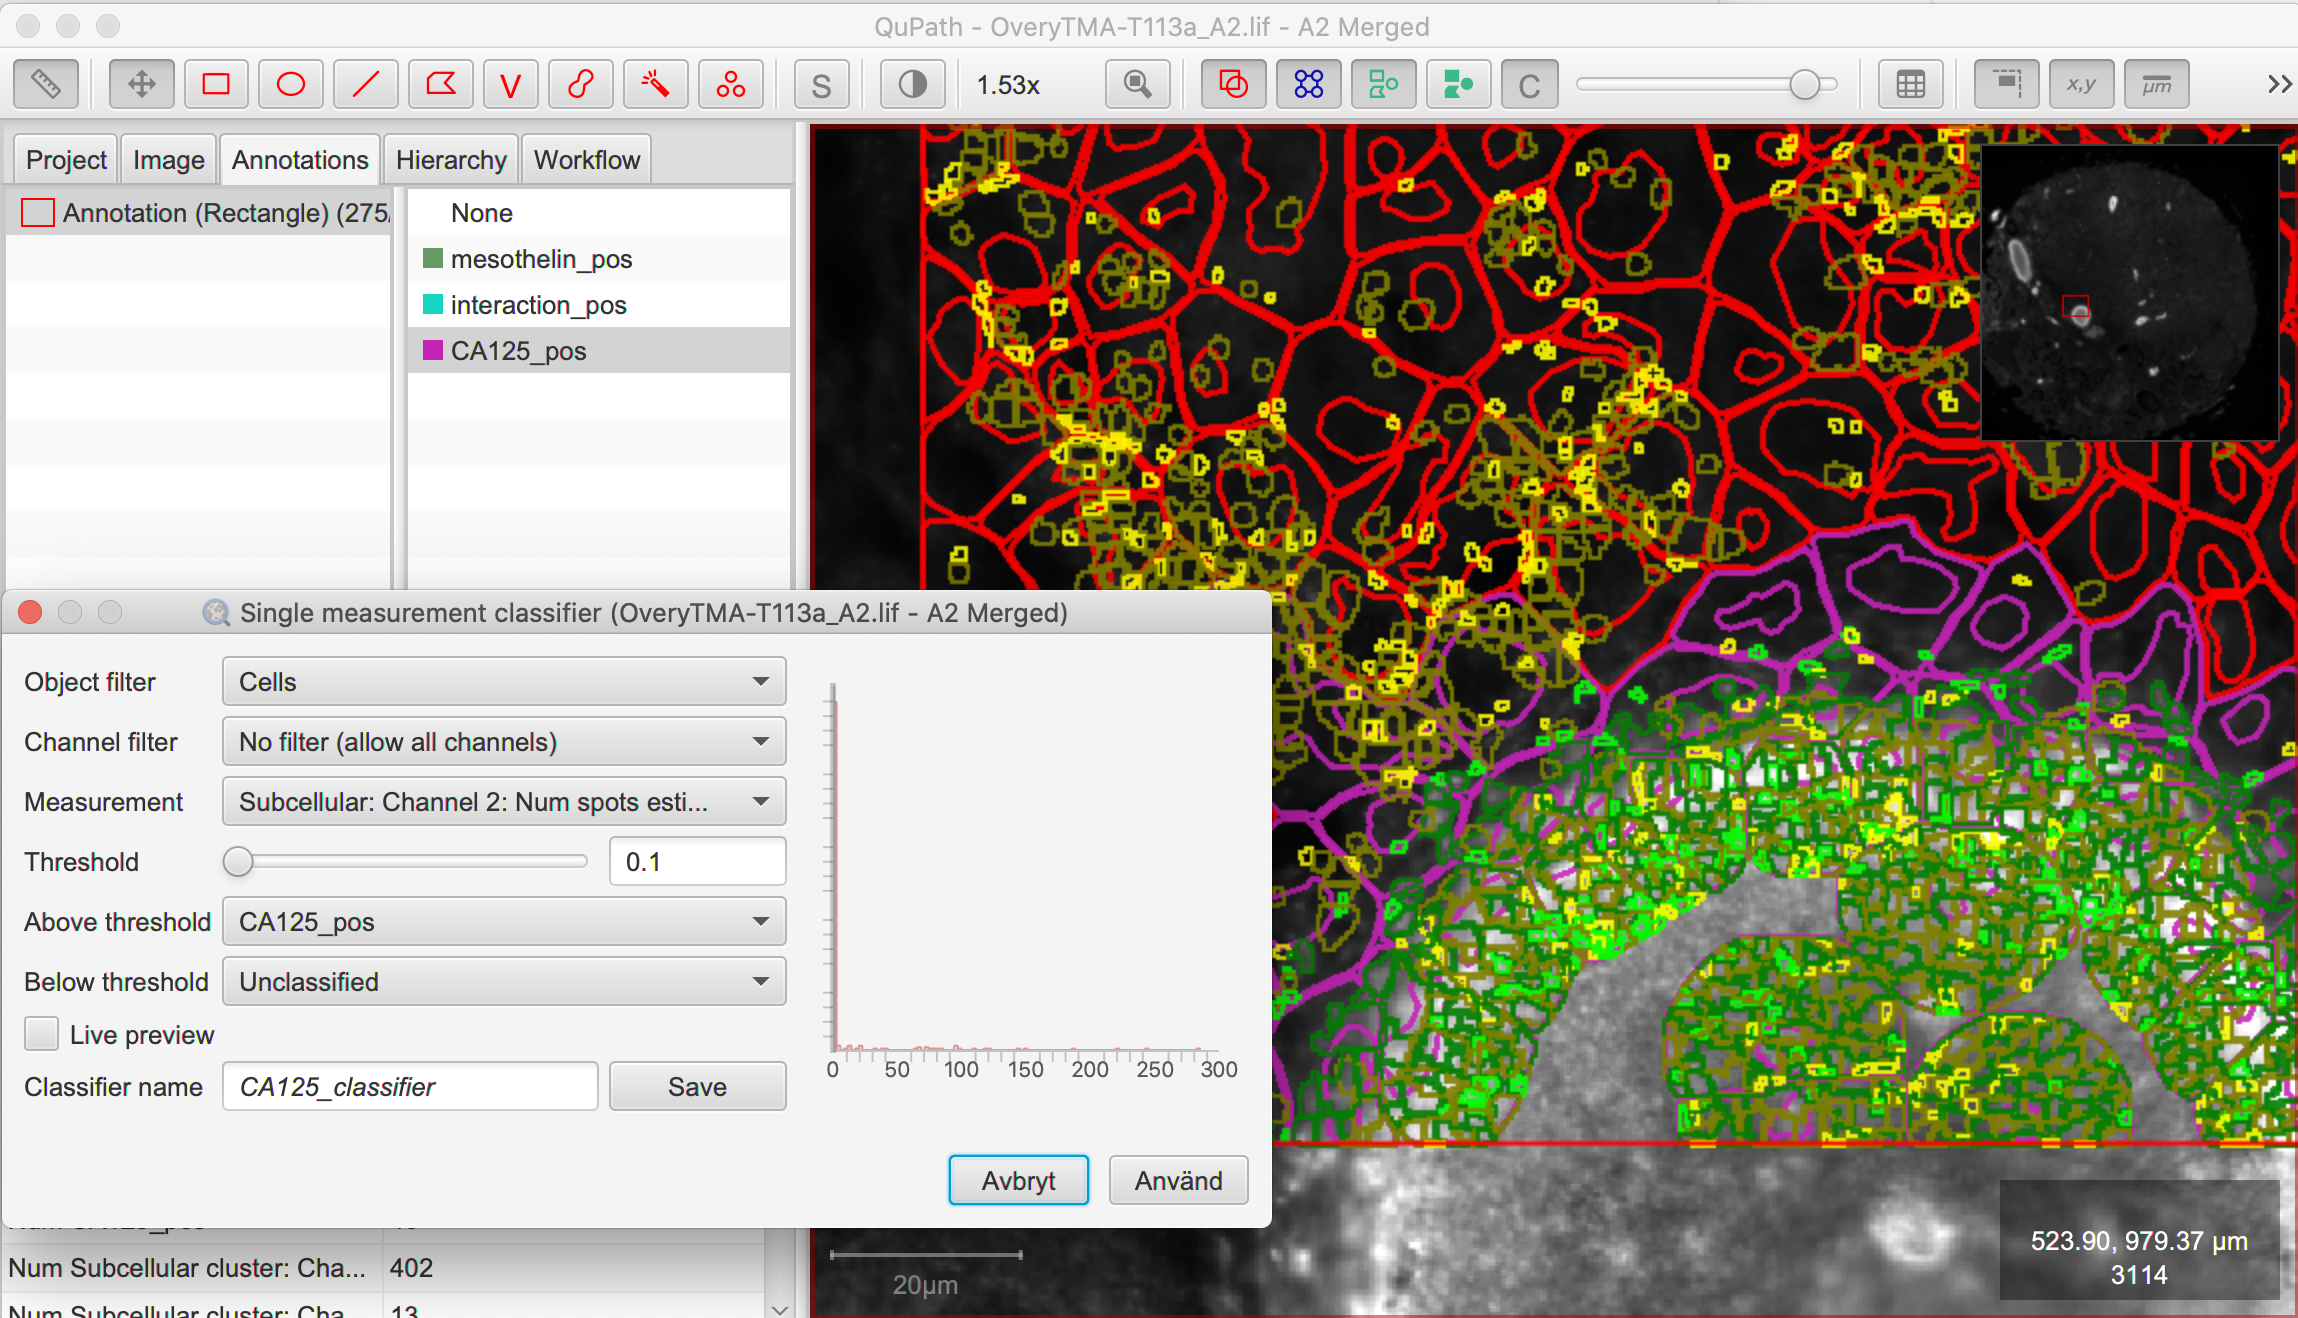 QuPath - OveryTMA-T113a_A2.lif - A2 Merged
V
S
1.53x
C
x,y
µm
Project
Image
Annotations
Hierarchy
Workflow
Annotation (Rectangle) (275/
None
mesothelin_pos
interaction_pos
CA125_pos
Single measurement classifier (OveryTMA-T113a_A2.lif - A2 Merged)
Object filter
Cells
Channel filter
No filter (allow all channels)
Measurement
Subcellular: Channel 2: Num spots esti...
Threshold
0.1
Above threshold
CA125_pos
Below threshold
Unclassified
Live preview
Classifier name
CA125_classifier
Save
0 50 100 150 200 250 300
Avbryt
Använd
Num Subcellular cluster: Cha...
402
Num Subcellular cluster: Cha
13
20µm
523.90, 979.37 µm
3114